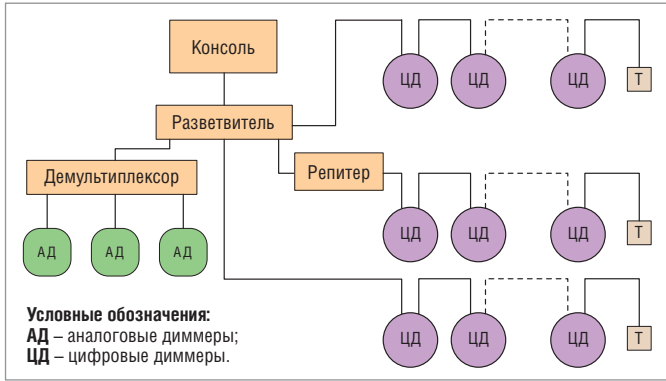 Консоль
ЦД ЦД ЦД Т
Разветвитель
Демультиплексор
Репитер
ЦД ЦД ЦД Т
АД АД АД
Условные обозначения:
АД – аналоговые диммеры;
ЦД – цифровые диммеры.
ЦД ЦД ЦД Т